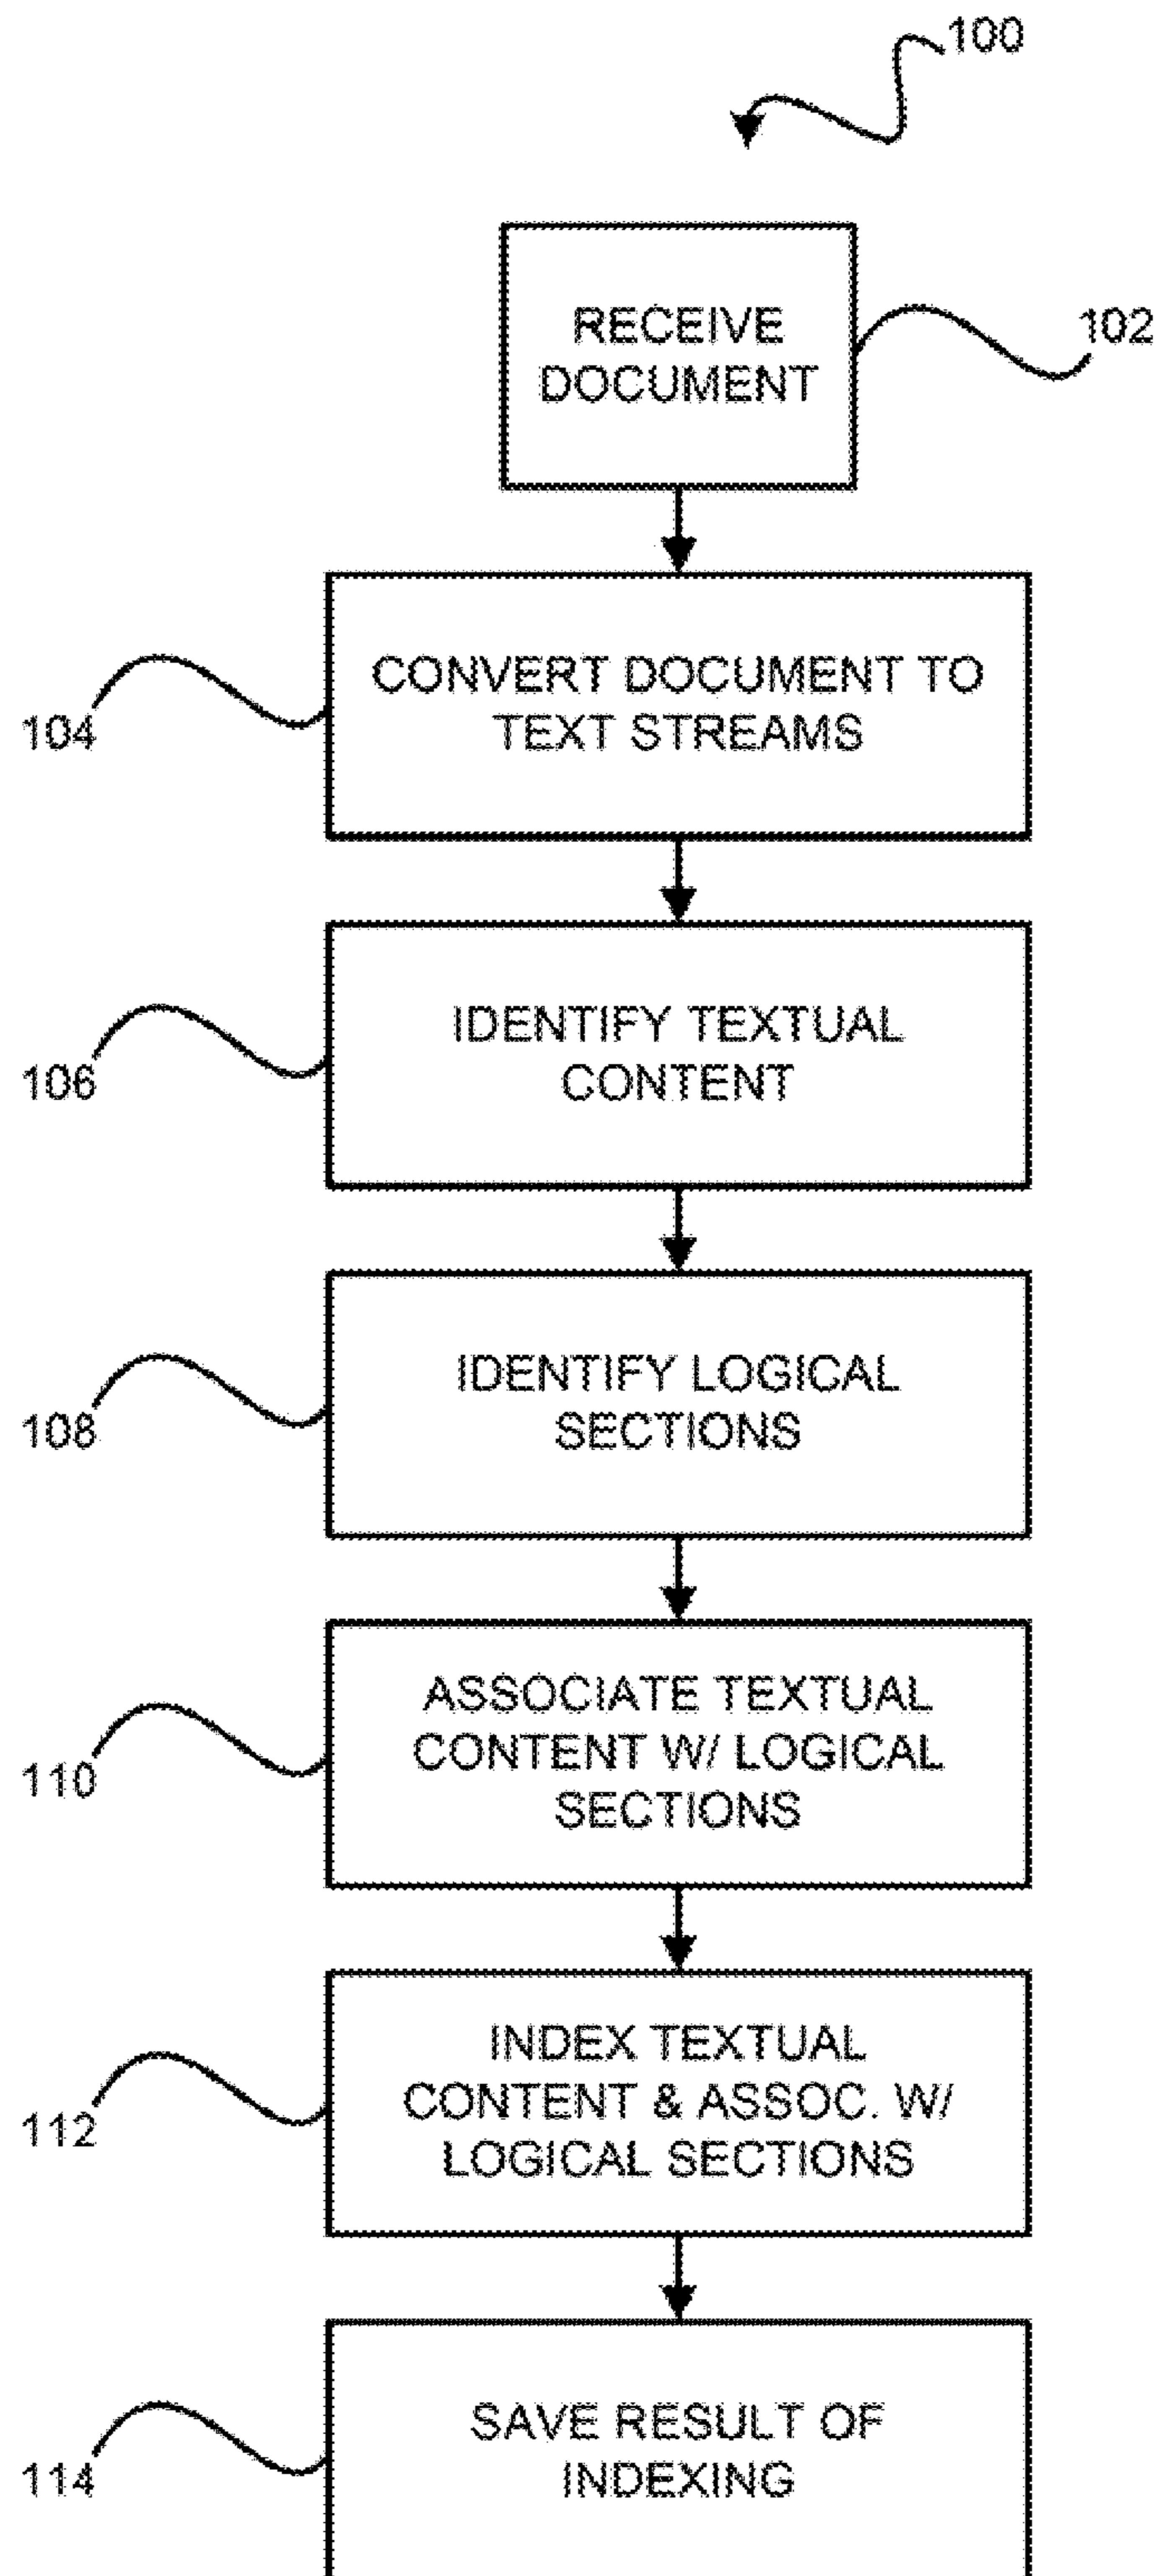 100
RECEIVE
DOCUMENT
102
CONVERT DOCUMENT TO
TEXT STREAMS
104
IDENTIFY TEXTUAL
CONTENT
106
IDENTIFY LOGICAL
SECTIONS
108
ASSOCIATE TEXTUAL
CONTENT W/ LOGICAL
SECTIONS
110
INDEX TEXTUAL
CONTENT & ASSOC. W/
LOGICAL SECTIONS
112
SAVE RESULT OF
INDEXING
114